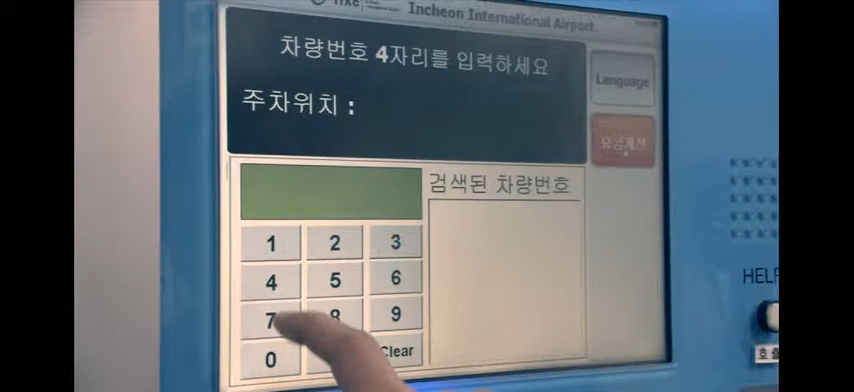 Incheon International Airport
차량번호 4자리를 입력하세요
주차위치 :
Language
요금계산
검색된 차량번호
1 2 3
4 5 6
7 8 9
0 Clear
HELP
호출